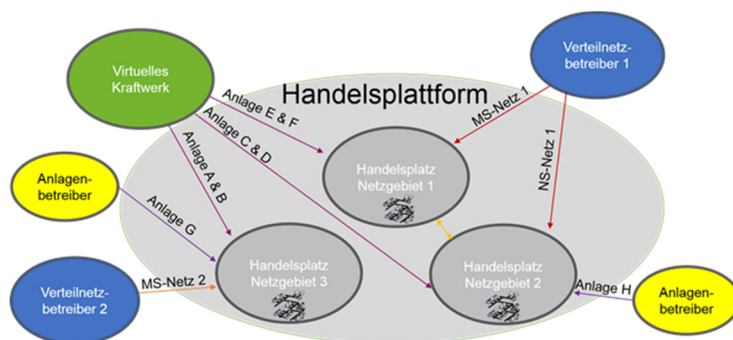 Virtuelles
Kraftwerk
Verteilnetz-
betreiber 1
Handelsplattform
Anlage E & F
Anlage C & D
Anlage A & B
MS-Netz 1
NS-Netz 1
Anlagen-
betreiber
Anlage G
Handelsplatz
Netzgebiet 1
Handelsplatz
Netzgebiet 3
Handelsplatz
Netzgebiet 2
MS-Netz 2
Verteilnetz-
betreiber 2
Anlage H
Anlagen-
betreiber